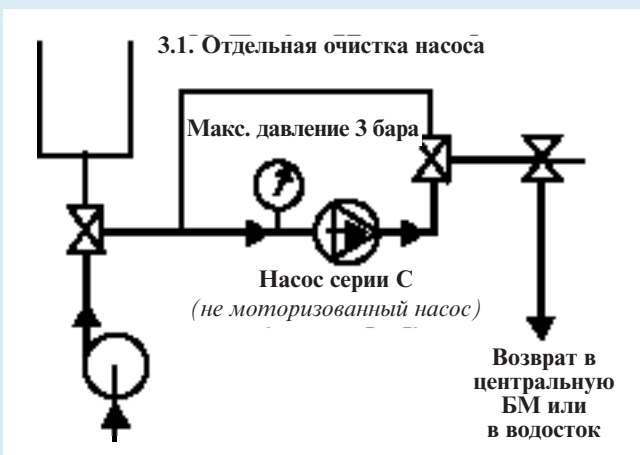 3.1. Отдельная очистка насоса
Макс. давление 3 бара
Насос серии С
(не моторизованный насос)
Возврат в
центральную
БМ или
в водосток